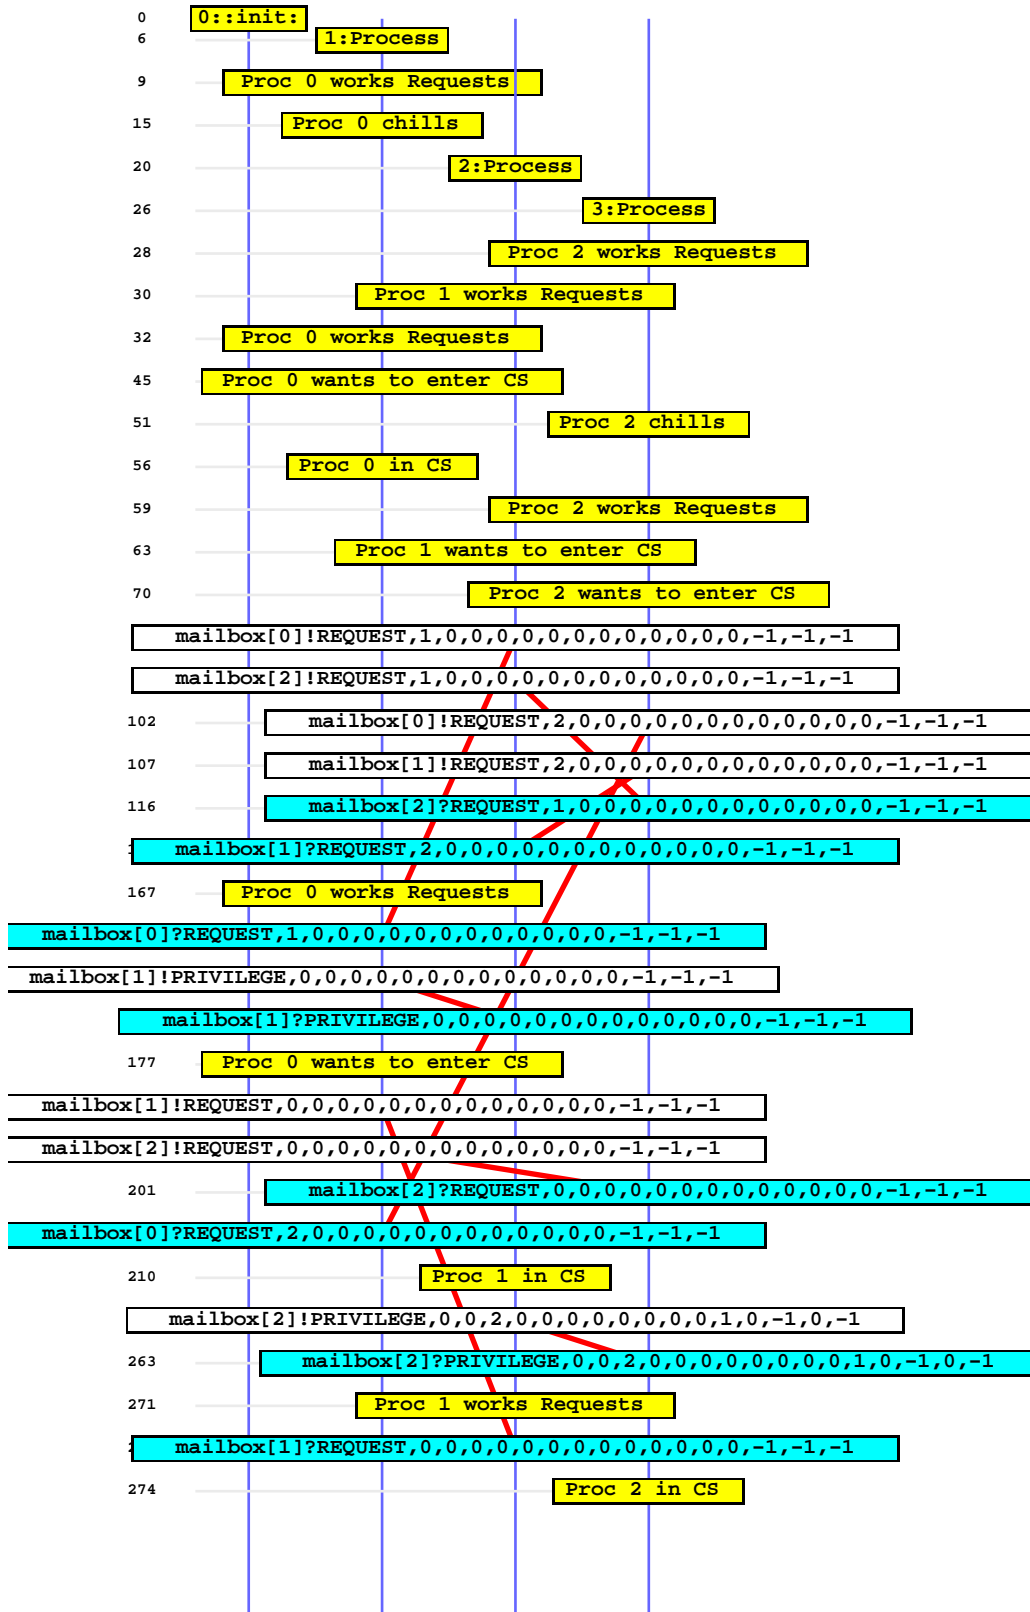 0
0::init:
6
1:Process
9
Proc 0 works Requests
15
Proc 0 chills
20
2:Process
26
3:Process
28
Proc 2 works Requests
30
Proc 1 works Requests
32
Proc 0 works Requests
45
Proc 0 wants to enter CS
51
Proc 2 chills
56
Proc 0 in CS
59
Proc 2 works Requests
63
Proc 1 wants to enter CS
70
Proc 2 wants to enter CS
mailbox[0]!REQUEST,1,0,0,0,0,0,0,0,0,0,0,0,0,-1,-1,-1
mailbox[2]!REQUEST,1,0,0,0,0,0,0,0,0,0,0,0,0,-1,-1,-1
102
mailbox[0]!REQUEST,2,0,0,0,0,0,0,0,0,0,0,0,0,-1,-1,-1
107
mailbox[1]!REQUEST,2,0,0,0,0,0,0,0,0,0,0,0,0,-1,-1,-1
116
mailbox[2]?REQUEST,1,0,0,0,0,0,0,0,0,0,0,0,0,-1,-1,-1
mailbox[1]?REQUEST,2,0,0,0,0,0,0,0,0,0,0,0,0,-1,-1,-1
167
Proc 0 works Requests
mailbox[0]?REQUEST,1,0,0,0,0,0,0,0,0,0,0,0,0,-1,-1,-1
mailbox[1]!PRIVILEGE,0,0,0,0,0,0,0,0,0,0,0,0,0,-1,-1,-1
mailbox[1]?PRIVILEGE,0,0,0,0,0,0,0,0,0,0,0,0,0,-1,-1,-1
177
Proc 0 wants to enter CS
mailbox[1]!REQUEST,0,0,0,0,0,0,0,0,0,0,0,0,0,-1,-1,-1
mailbox[2]!REQUEST,0,0,0,0,0,0,0,0,0,0,0,0,0,-1,-1,-1
201
mailbox[2]?REQUEST,0,0,0,0,0,0,0,0,0,0,0,0,0,-1,-1,-1
mailbox[0]?REQUEST,2,0,0,0,0,0,0,0,0,0,0,0,0,-1,-1,-1
210
Proc 1 in CS
mailbox[2]!PRIVILEGE,0,0,2,0,0,0,0,0,0,0,0,1,0,-1,0,-1
263
mailbox[2]?PRIVILEGE,0,0,2,0,0,0,0,0,0,0,0,1,0,-1,0,-1
271
Proc 1 works Requests
mailbox[1]?REQUEST,0,0,0,0,0,0,0,0,0,0,0,0,0,-1,-1,-1
274
Proc 2 in CS